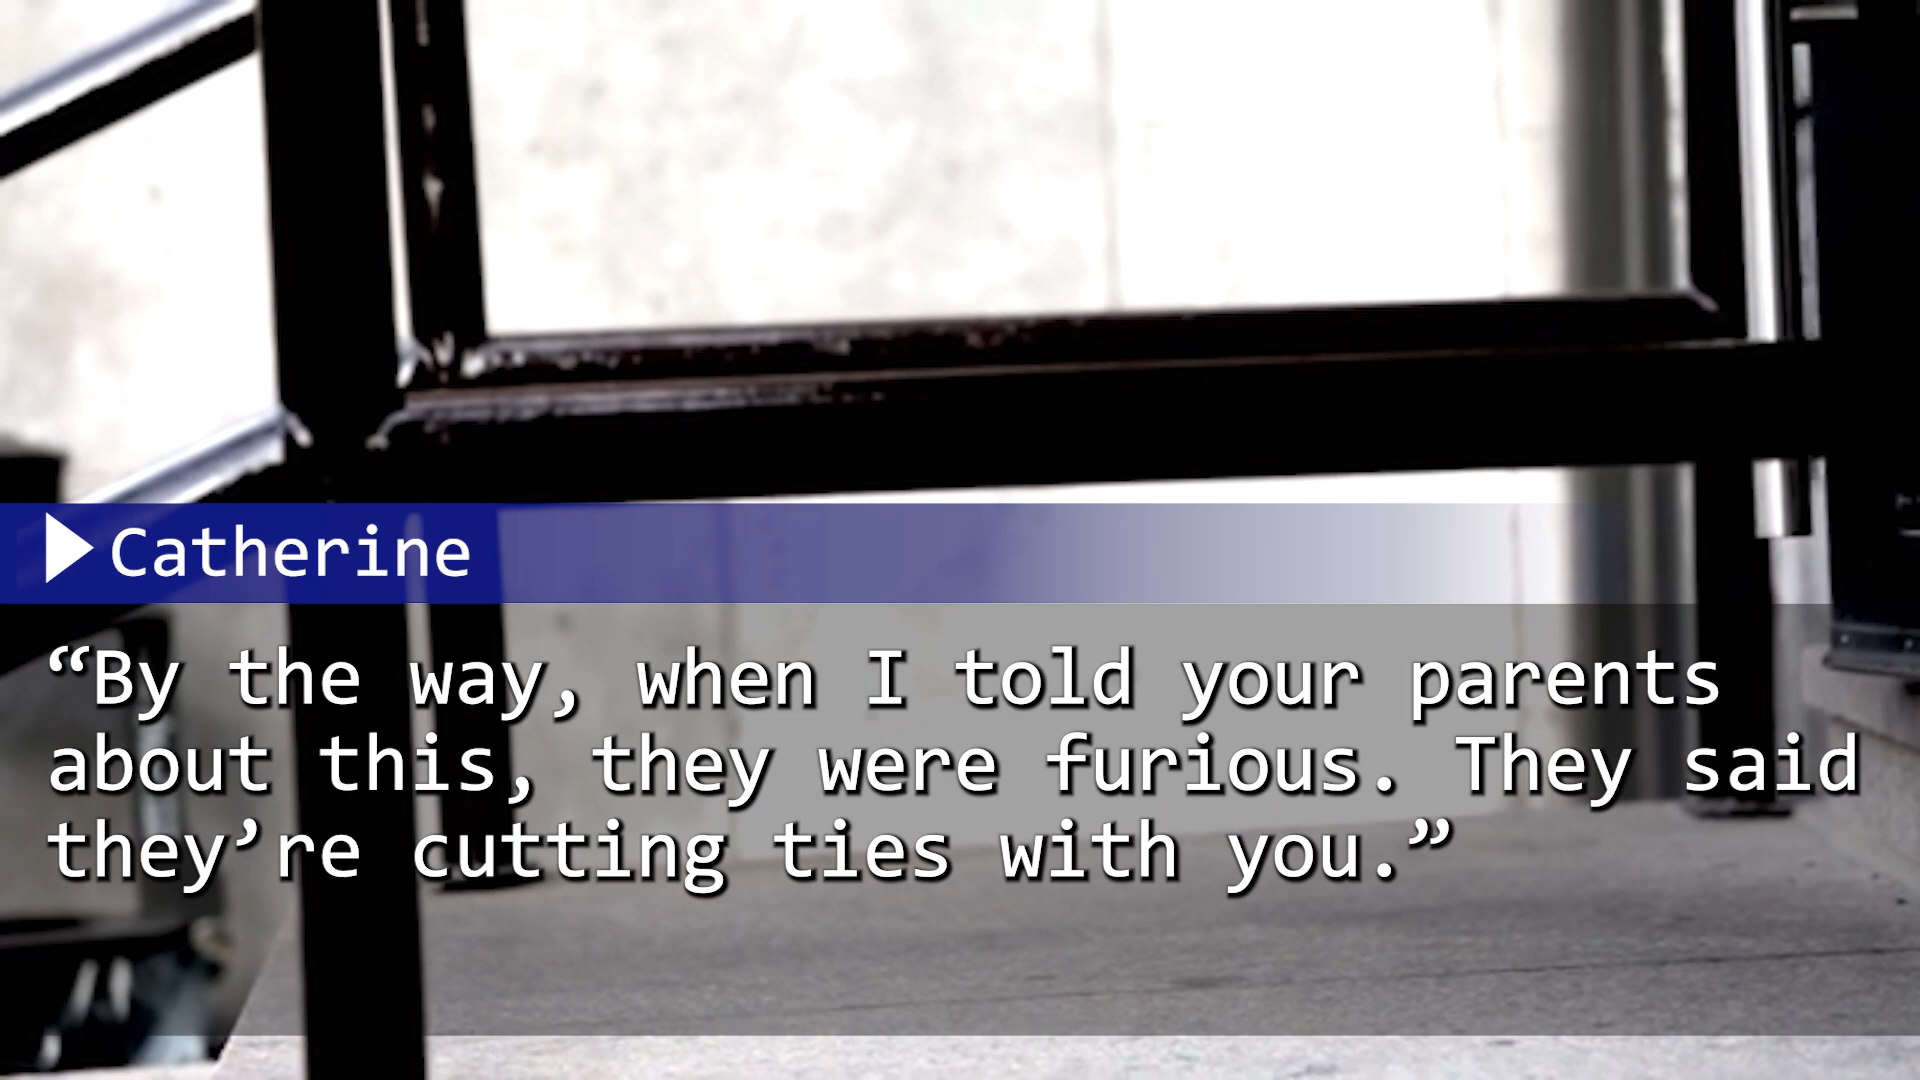 Catherine
“By the way, when I told your parents
about this, they were furious. They said
they’re cutting ties with you.”